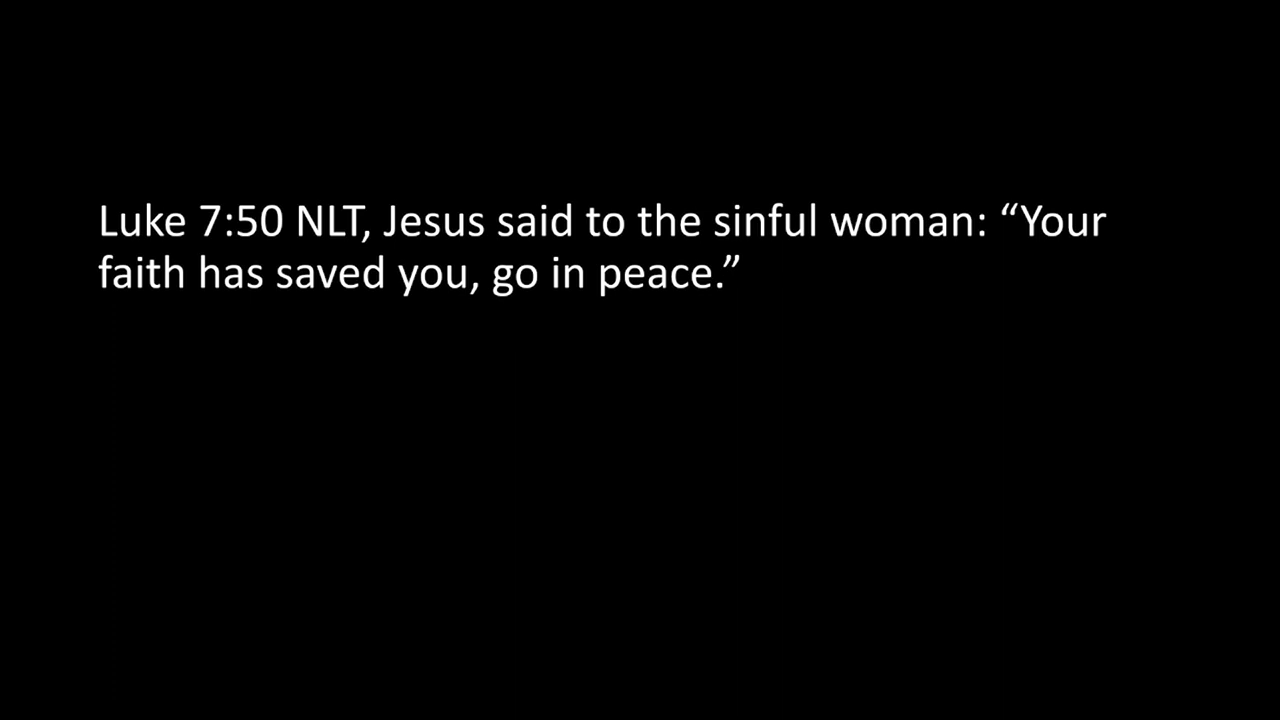 Luke 7:50 NLT, Jesus said to the sinful woman: “Your
faith has saved you, go in peace.”